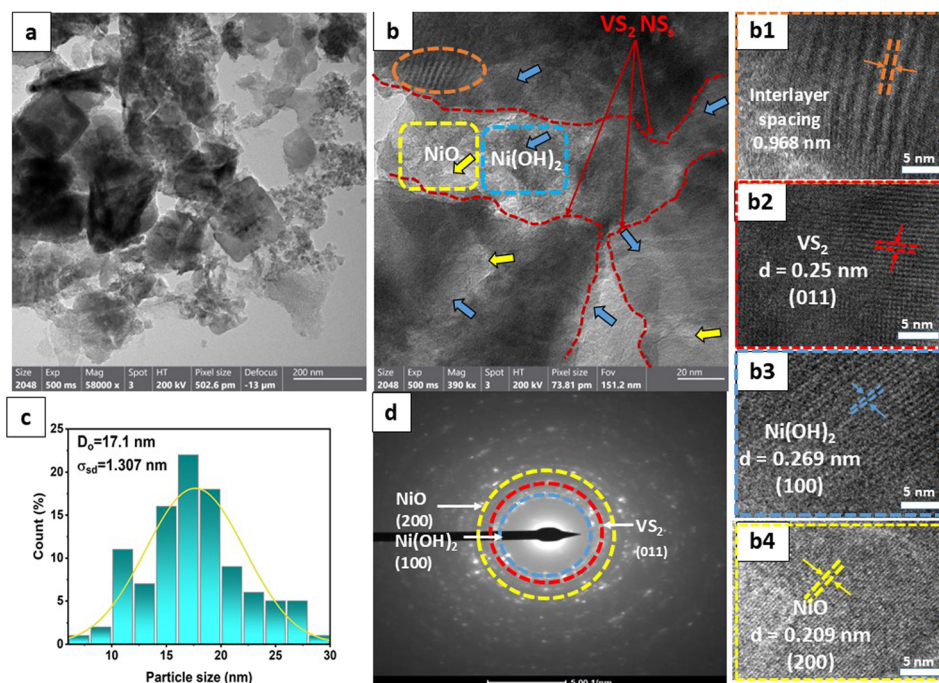 a
Size Exp Mag Spot HT Pixel size Defocus 200 nm
2048 500 ms 58000 x 3 200 kV 502.6 pm -13 μm
b
VS2 NSs
NiO
Ni(OH)2
Size Exp Mag Spot HT Pixel size Fov 20 nm
2048 500 ms 390 kx 3 200 kV 73.81 pm 151.2 nm
b1
Interlayer
spacing
0.968 nm
5 nm
b2
VS2
d = 0.25 nm
(011)
5 nm
b3
Ni(OH)2
d = 0.269 nm
(100)
5 nm
b4
NiO
d = 0.209 nm
(200)
5 nm
c
Do=17.1 nm
σsd=1.307 nm
Count (%)
25
20
15
10
5
0
10 15 20 25 30
Particle size (nm)
d
NiO
(200)
Ni(OH)2
(100)
VS2
(011)
5.00 1/nm